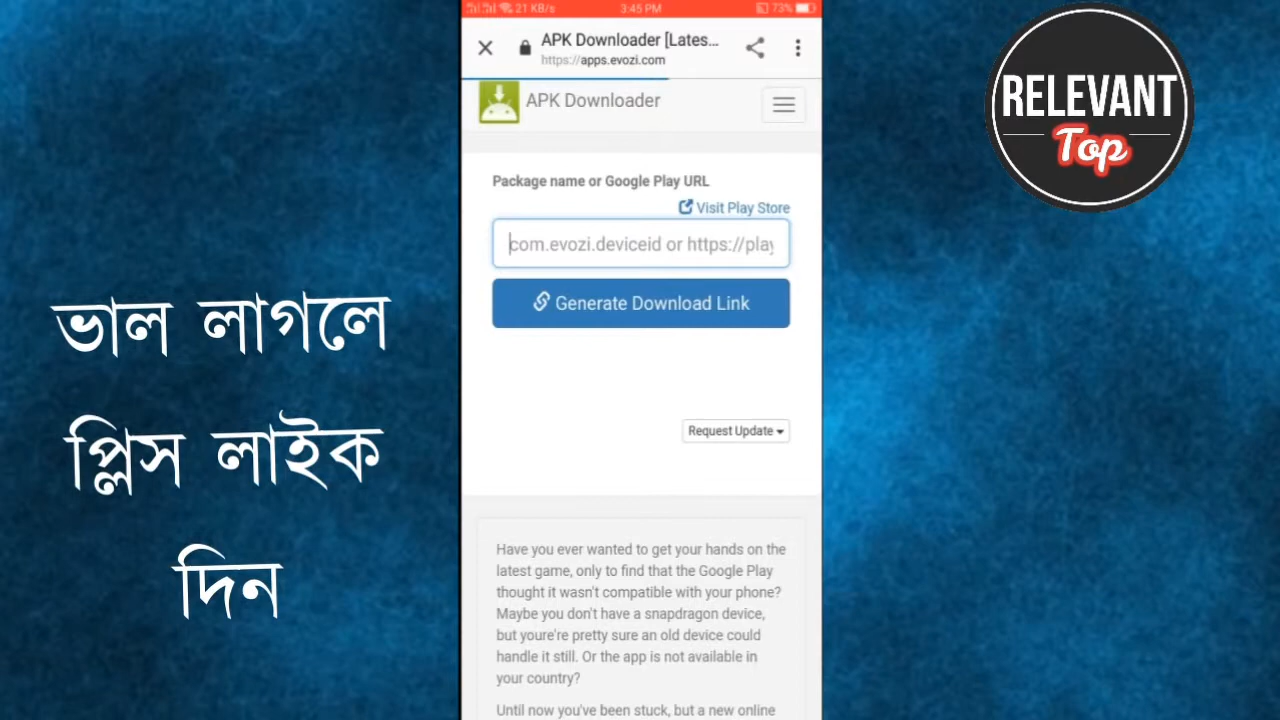 21 KB/s 3:45 PM 73%
APK Downloader [Lates...
https://apps.evozi.com
APK Downloader
Package name or Google Play URL
Visit Play Store
com.evozi.deviceid or https://play
Generate Download Link
Request Update
Have you ever wanted to get your hands on the
latest game, only to find that the Google Play
thought it wasn't compatible with your phone?
Maybe you don't have a snapdragon device,
but youre're pretty sure an old device could
handle it still. Or the app is not available in
your country?
Until now you've been stuck, but a new online
ভাল লাগলে
প্লিস লাইক
দিন
RELEVANT
Top